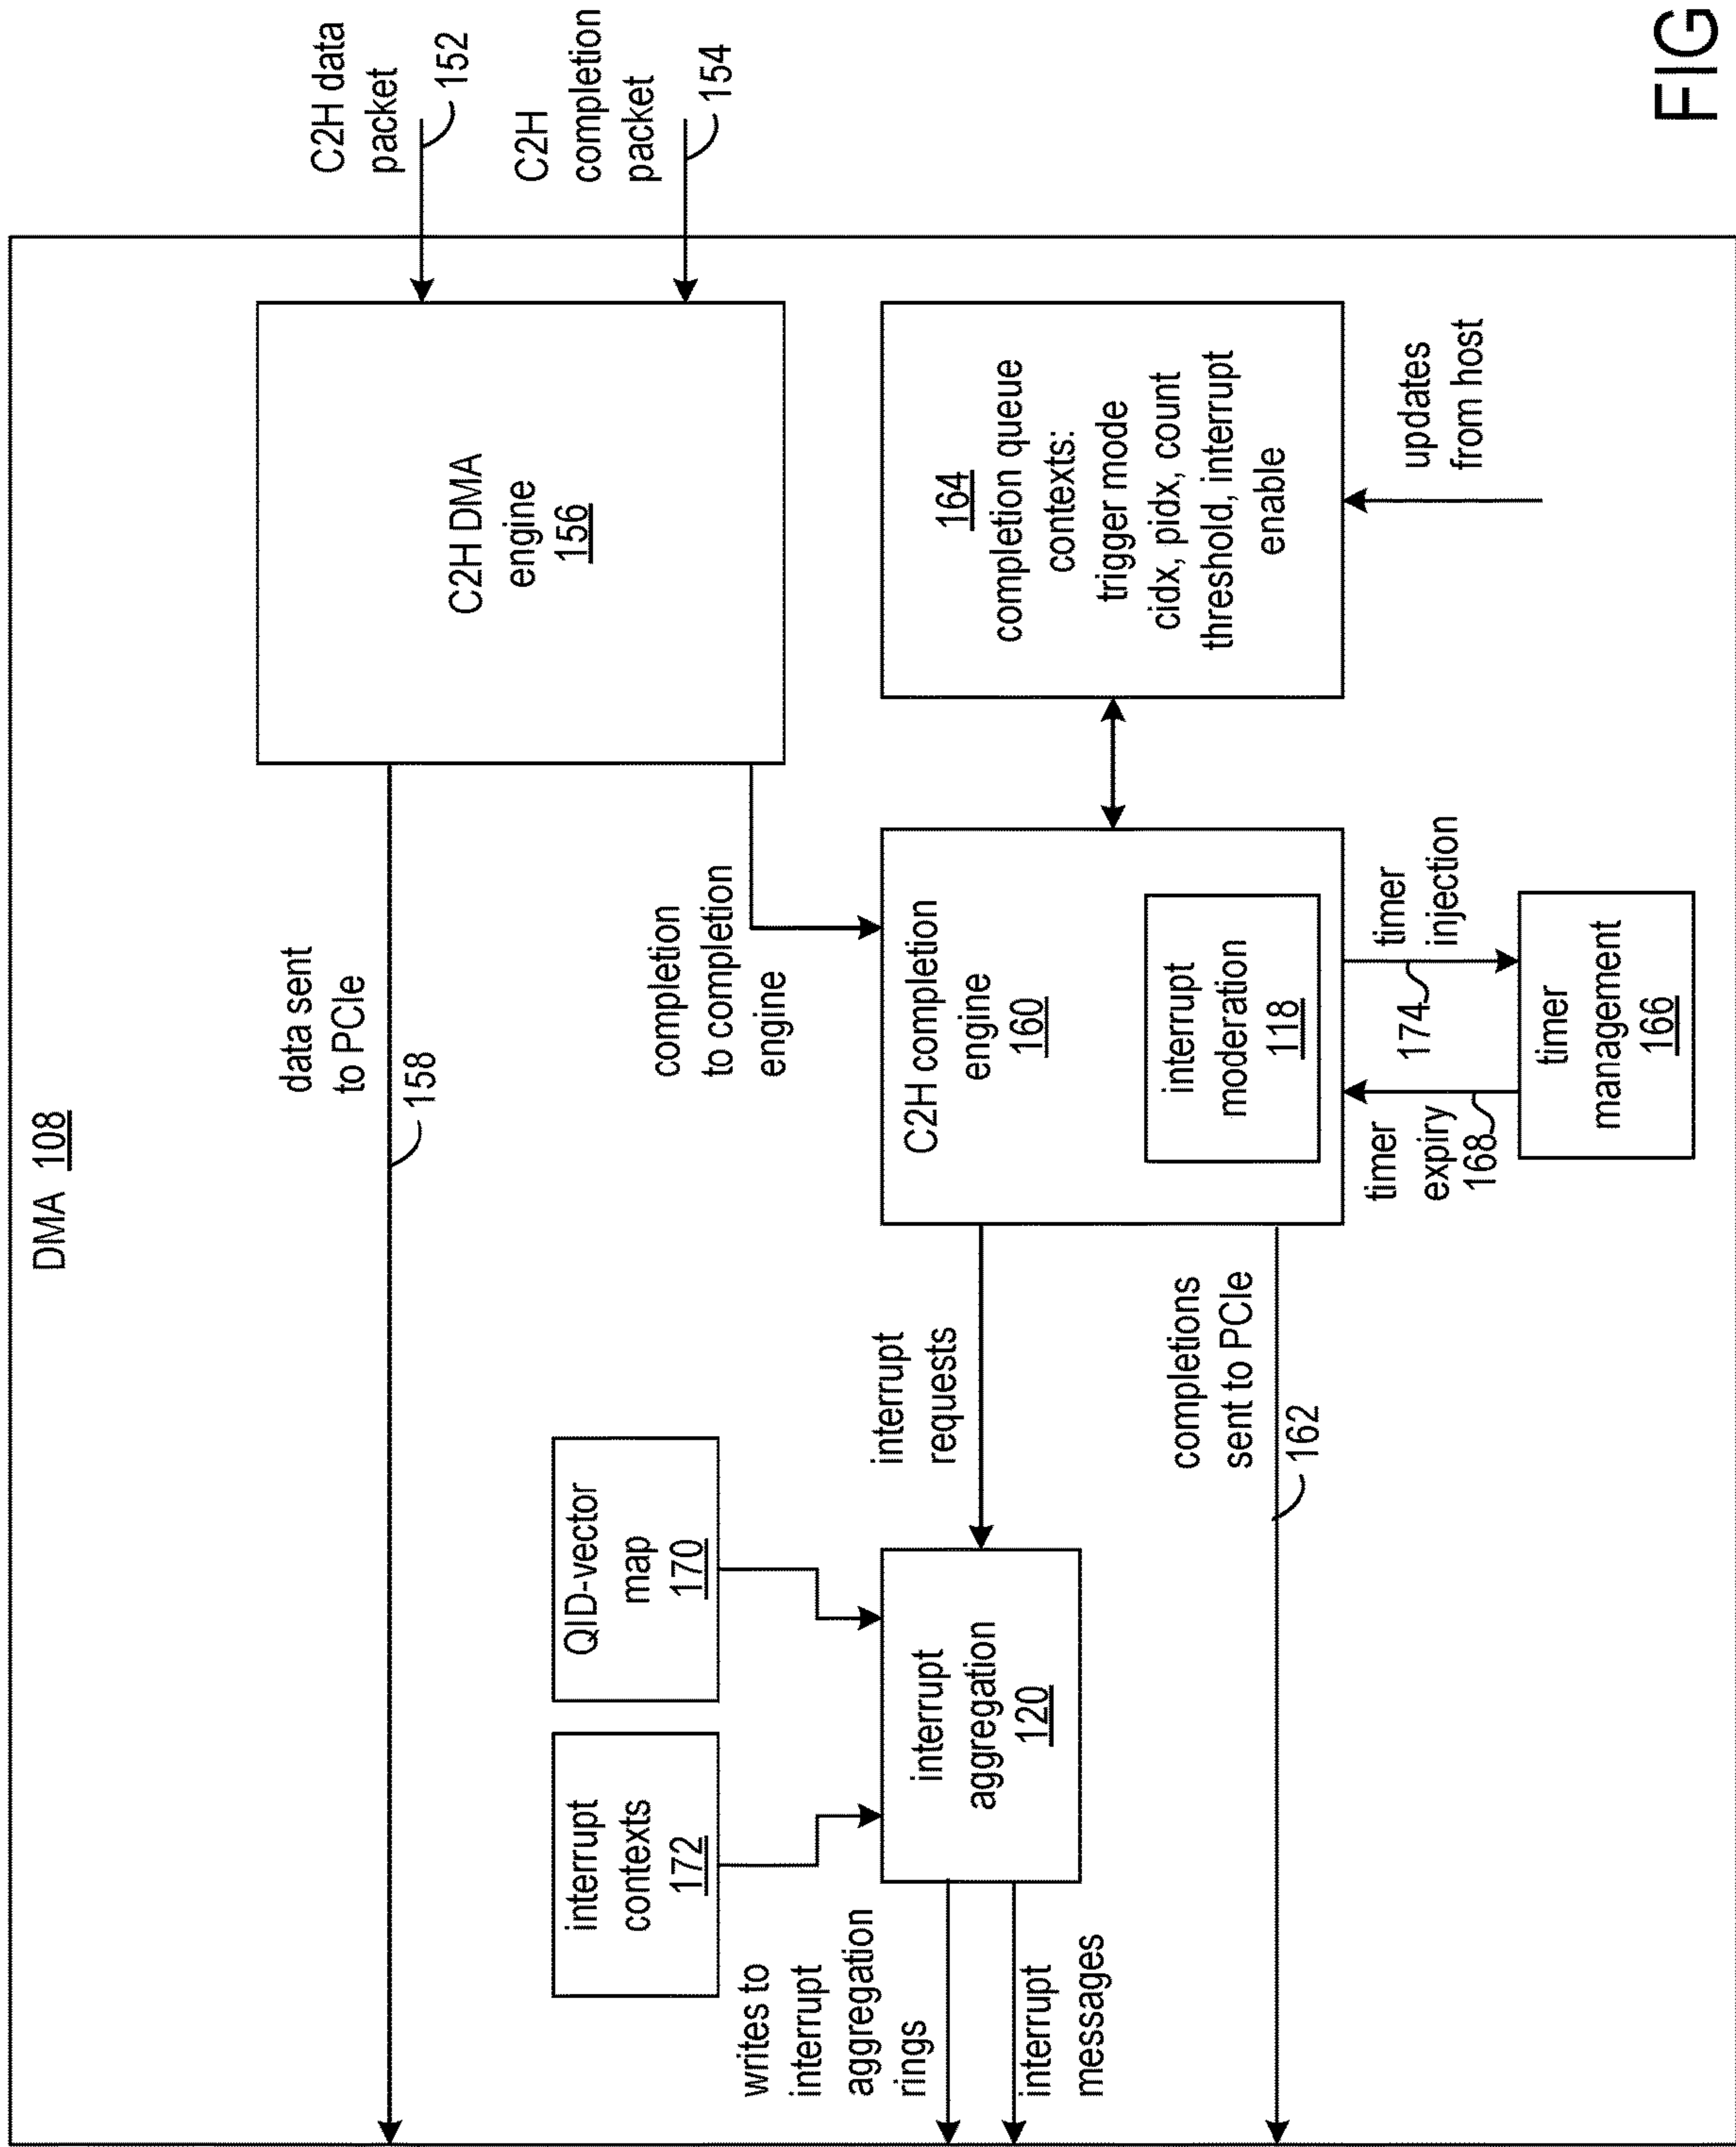 DMA 108
C2H data
packet
152
C2H
completion
packet
154
C2H DMA
engine
156
data sent
to PCIe
158
completion
to completion
engine
164
completion queue
contexts:
trigger mode
cidx, pidx, count
threshold, interrupt
enable
updates
from host
C2H completion
engine
160
interrupt
moderation
118
timer
injection
174
timer
expiry
168
timer
management
166
interrupt
requests
completions
sent to PCIe
162
QID-vector
map
170
interrupt
contexts
172
interrupt
aggregation
120
writes to
interrupt
aggregation
rings
interrupt
messages
FIG